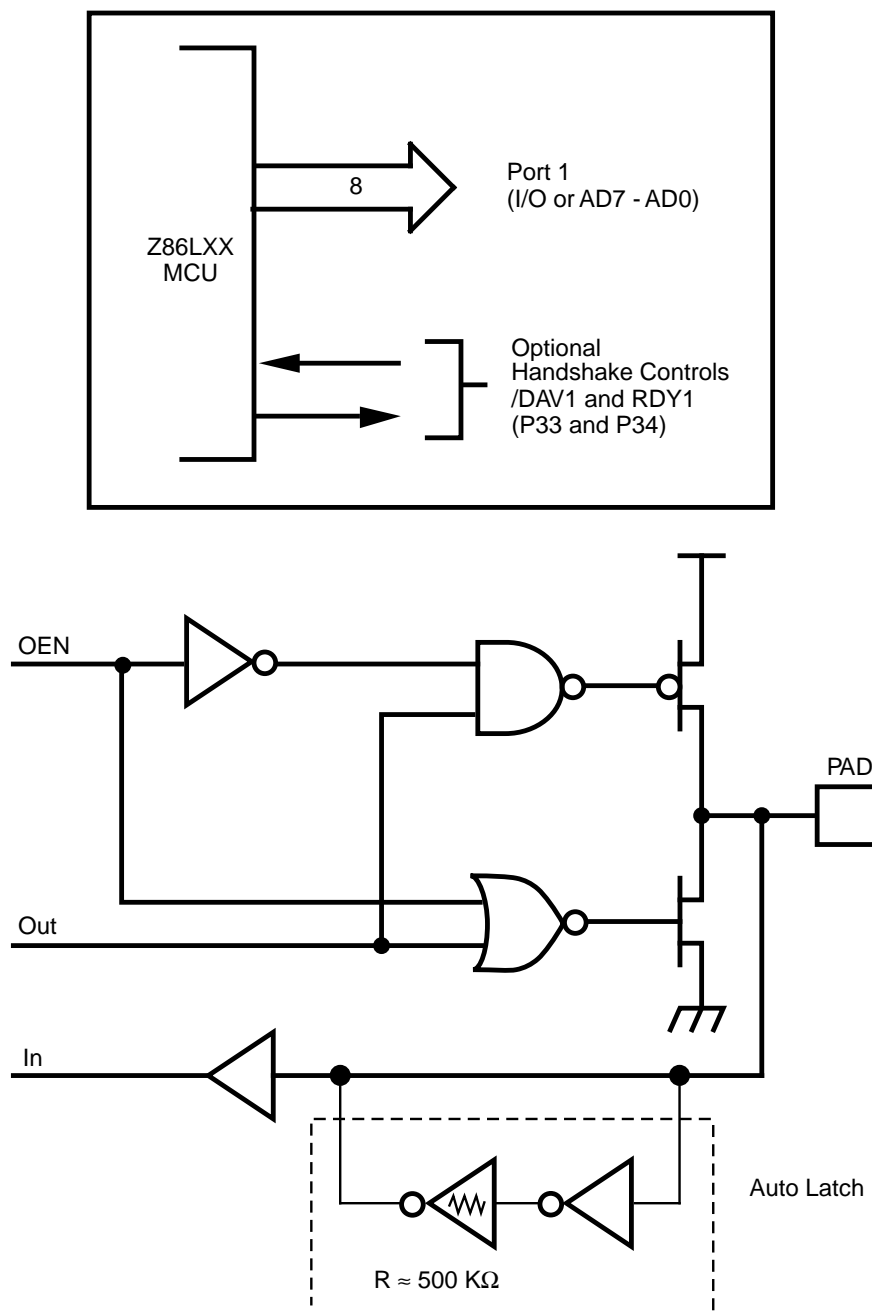 Port 1
(I/O or AD7 - AD0)
8
Z86LXX
MCU
Optional
Handshake Controls
/DAV1 and RDY1
(P33 and P34)
OEN
PAD
Out
In
Auto Latch
R ≈ 500 KΩ